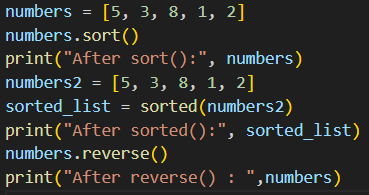 numbers = [5, 3, 8, 1, 2]
numbers.sort()
print("After sort():", numbers)
numbers2 = [5, 3, 8, 1, 2]
sorted_list = sorted(numbers2)
print("After sorted():", sorted_list)
numbers.reverse()
print("After reverse() : ",numbers)